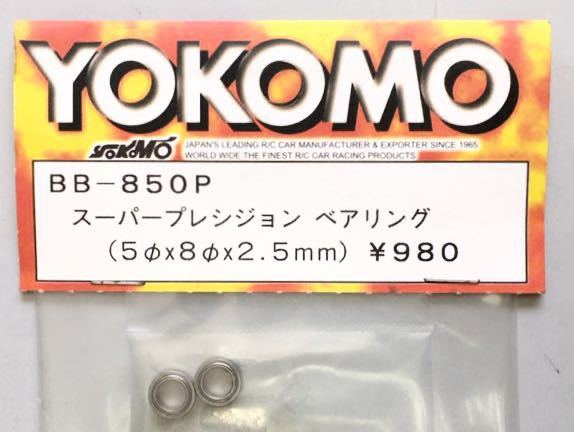 YOKOMO
YOKOMO
JAPAN'S LEADING R/C CAR MANUFACTURER & EXPORTER SINCE 1965
WORLD WIDE THE FINEST R/C CAR RACING PRODUCTS.
BB-850P
スーパープレシジョン ベアリング
(5φx8φx2.5mm) ¥980